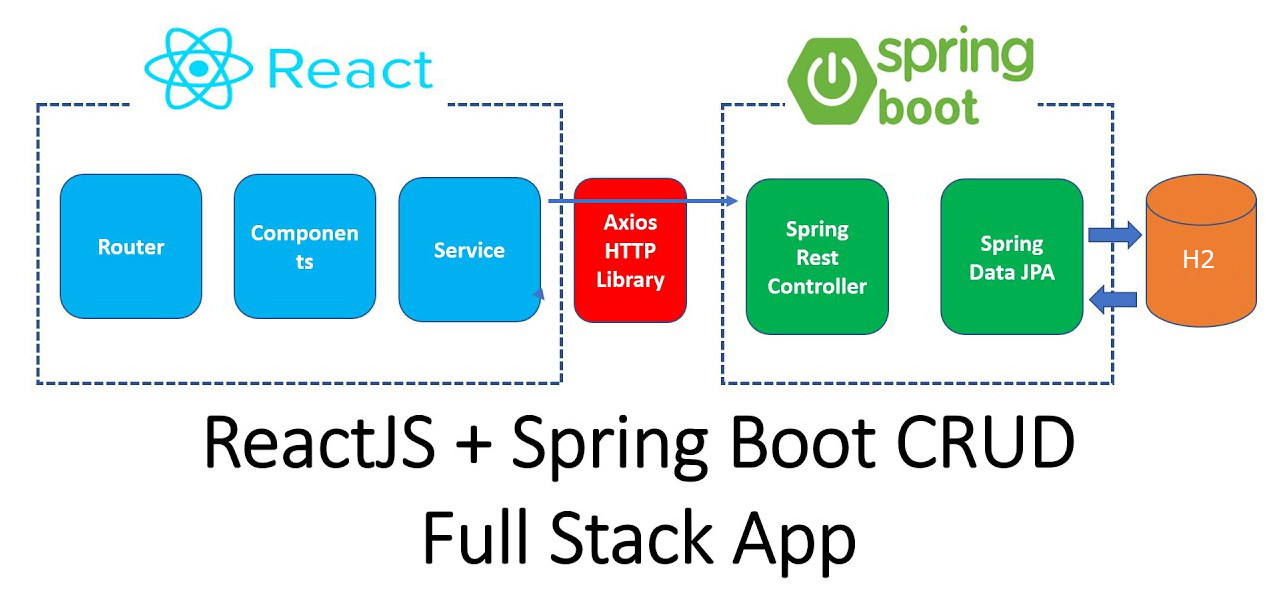 React
spring
boot
Router
Componen
ts
Service
Axios
HTTP
Library
Spring
Rest
Controller
Spring
Data JPA
H2
ReactJS + Spring Boot CRUD
Full Stack App